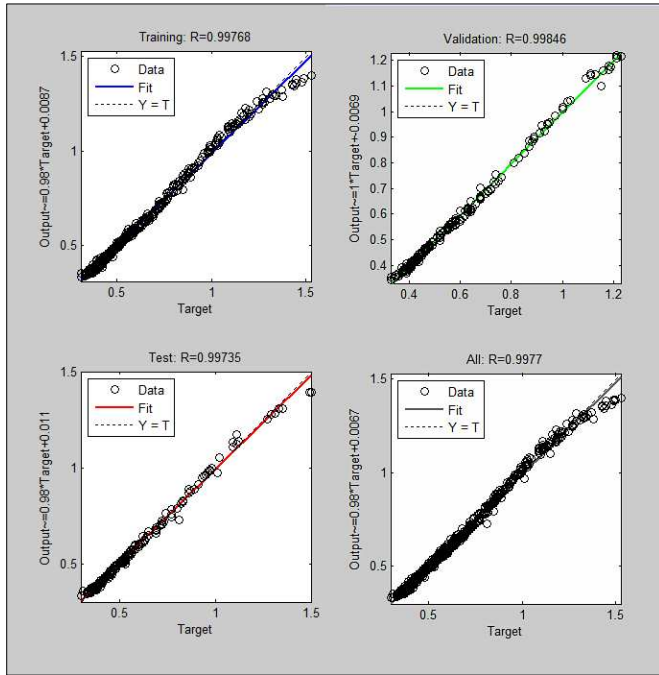 Training: R=0.99768
Output~=0.98*Target+0.0087
1.5
1
0.5
Data
Fit
Y = T
0.5
1
1.5
Target
Validation: R=0.99846
Output~=1*Target+0.0069
1.2
1.1
1
0.9
0.8
0.7
0.6
0.5
0.4
Data
Fit
Y = T
0.4
0.6
0.8
1
1.2
Target
Test: R=0.99735
Output~=0.98*Target+0.011
1.5
1
0.5
Data
Fit
Y = T
0.5
1
1.5
Target
All: R=0.9977
Output~=0.98*Target+0.0067
1.5
1
0.5
Data
Fit
Y = T
0.5
1
1.5
Target